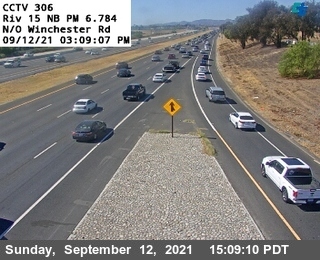 CCTV 306
Riv 15 NB PM 6.784
N/O Winchester Rd
09/12/21 03:09:07 PM
Sunday, September 12, 2021 15:09:10 PDT